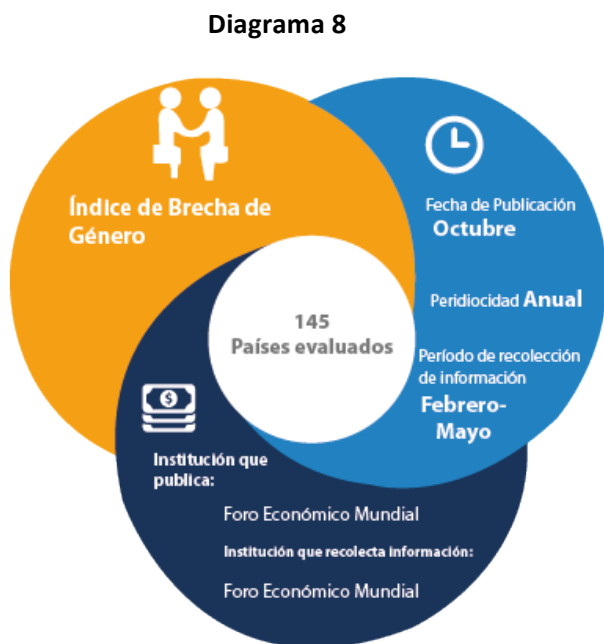 Diagrama 8
Índice de Brecha de
Género
Fecha de Publicación
Octubre
Peridiocidad Anual
Período de recolección
de información
Febrero-
Mayo
145
Países evaluados
$
Institución que
publica:
Foro Económico Mundial
Institución que recolecta información:
Foro Económico Mundial